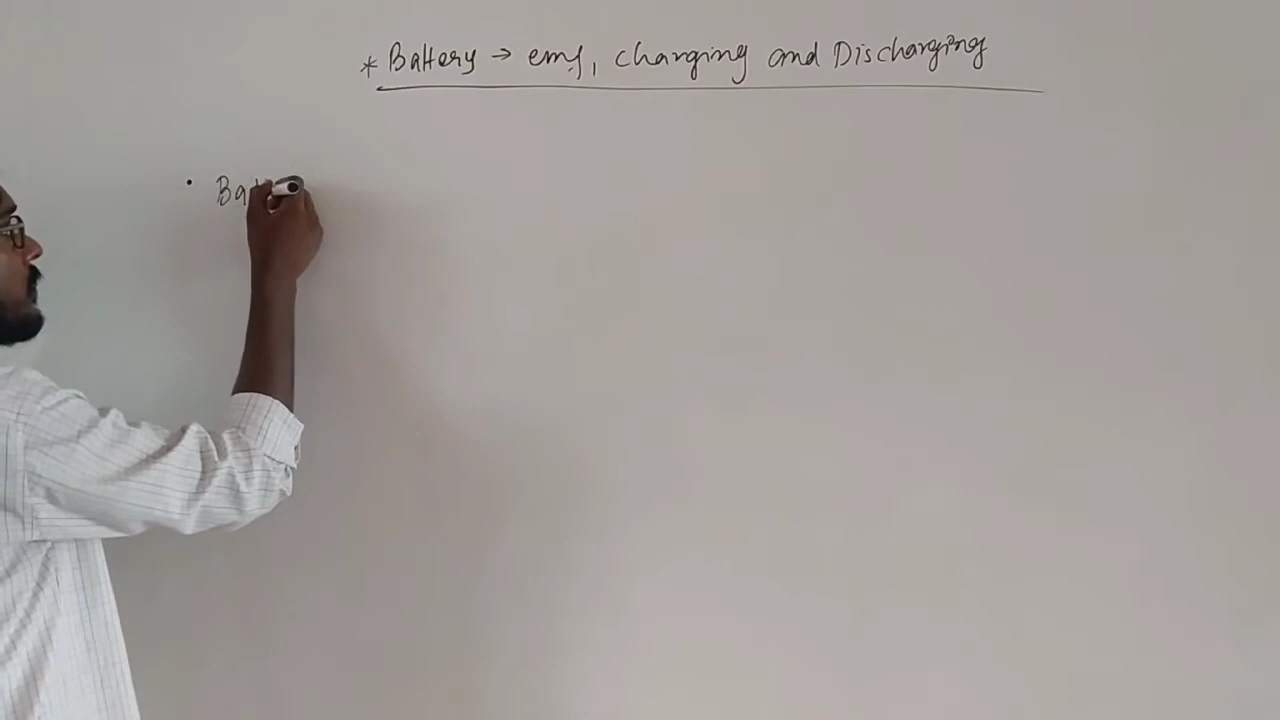 * Battery → emf, charging and Discharging
• Bat